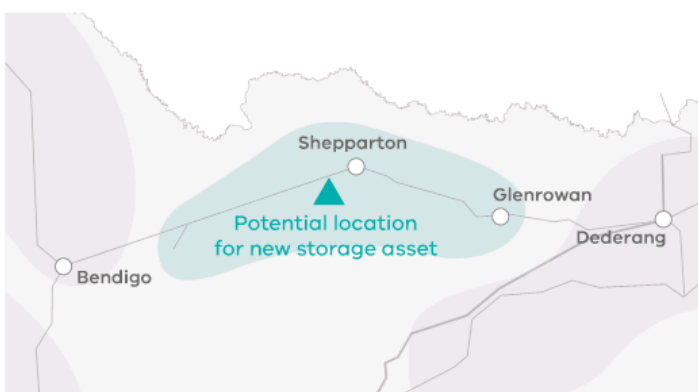 Shepparton
Glenrowan
Potential location
for new storage asset
Dederang
Bendigo